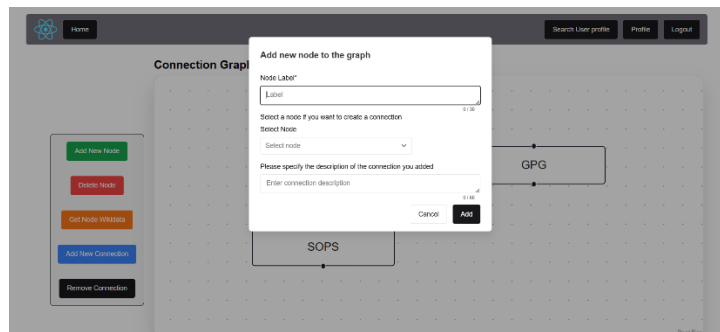 Home
Search User profile
Profile
Logout
Connection Grap
Add new node to the graph
Node Label*
Label
0 / 30
Select a node if you want to create a connection
Select Node
Select node
Please specify the description of the connection you added
Enter connection description
Cancel
Add
Add New Node
Delete Node
Get Node Wikidata
Add New Connection
Remove Connection
GPG
SOPS